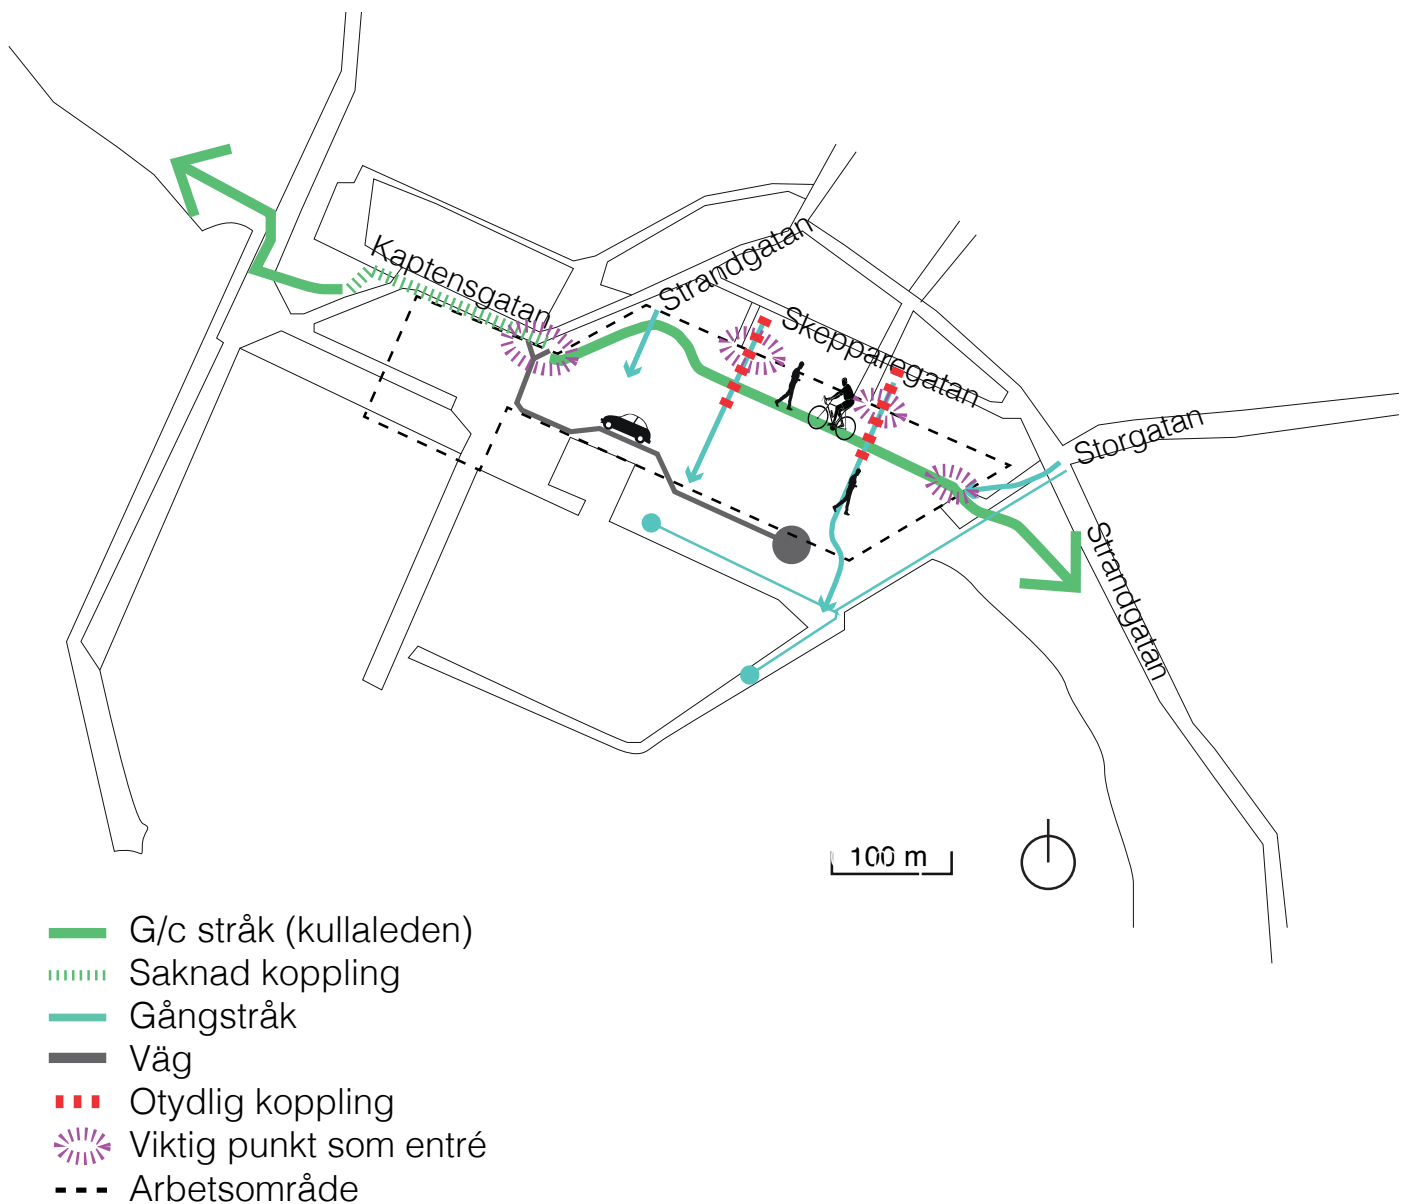 Kaptensgatan
Strandgatan
Skepparegatan
Storgatan
Strandgatan
100 m
G/c stråk (kullaleden)
Saknad koppling
Gångstråk
Väg
Otydlig koppling
Viktig punkt som entré
Arbetsområde